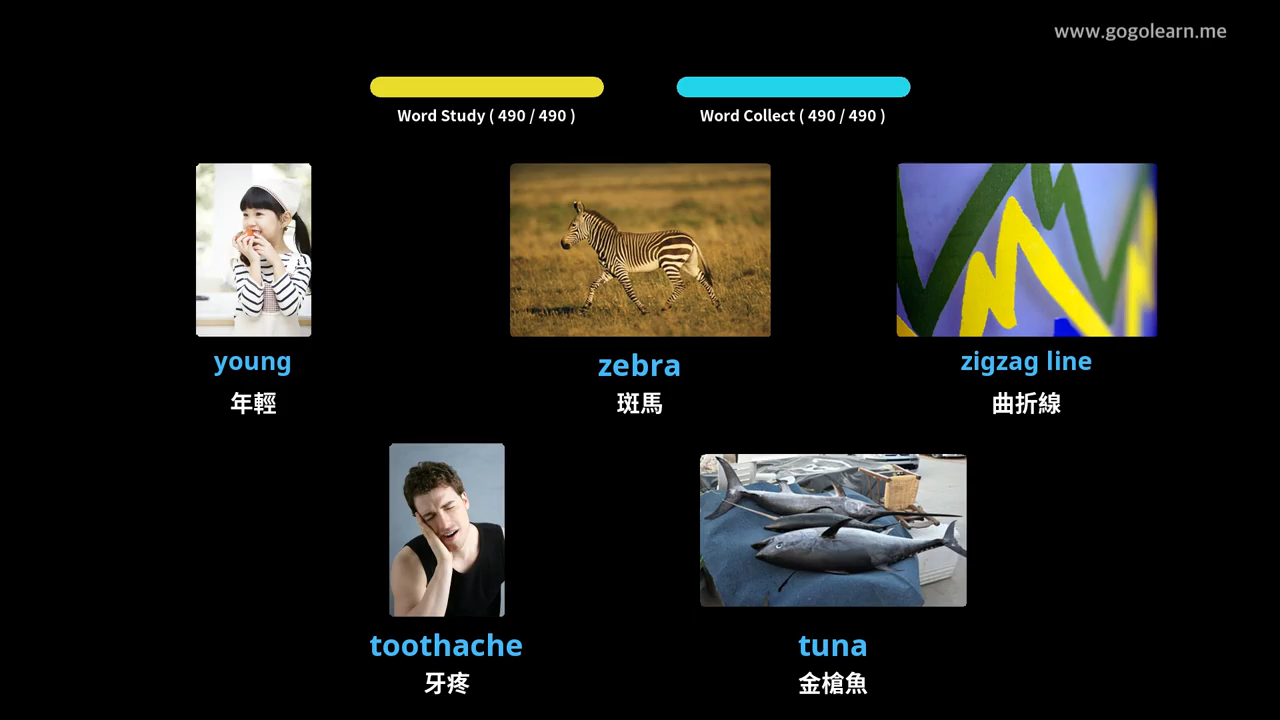 www.gogolearn.me
Word Study ( 490 / 490 )
Word Collect ( 490 / 490 )
young
年輕
zebra
斑馬
zigzag line
曲折線
toothache
牙疼
tuna
金槍魚